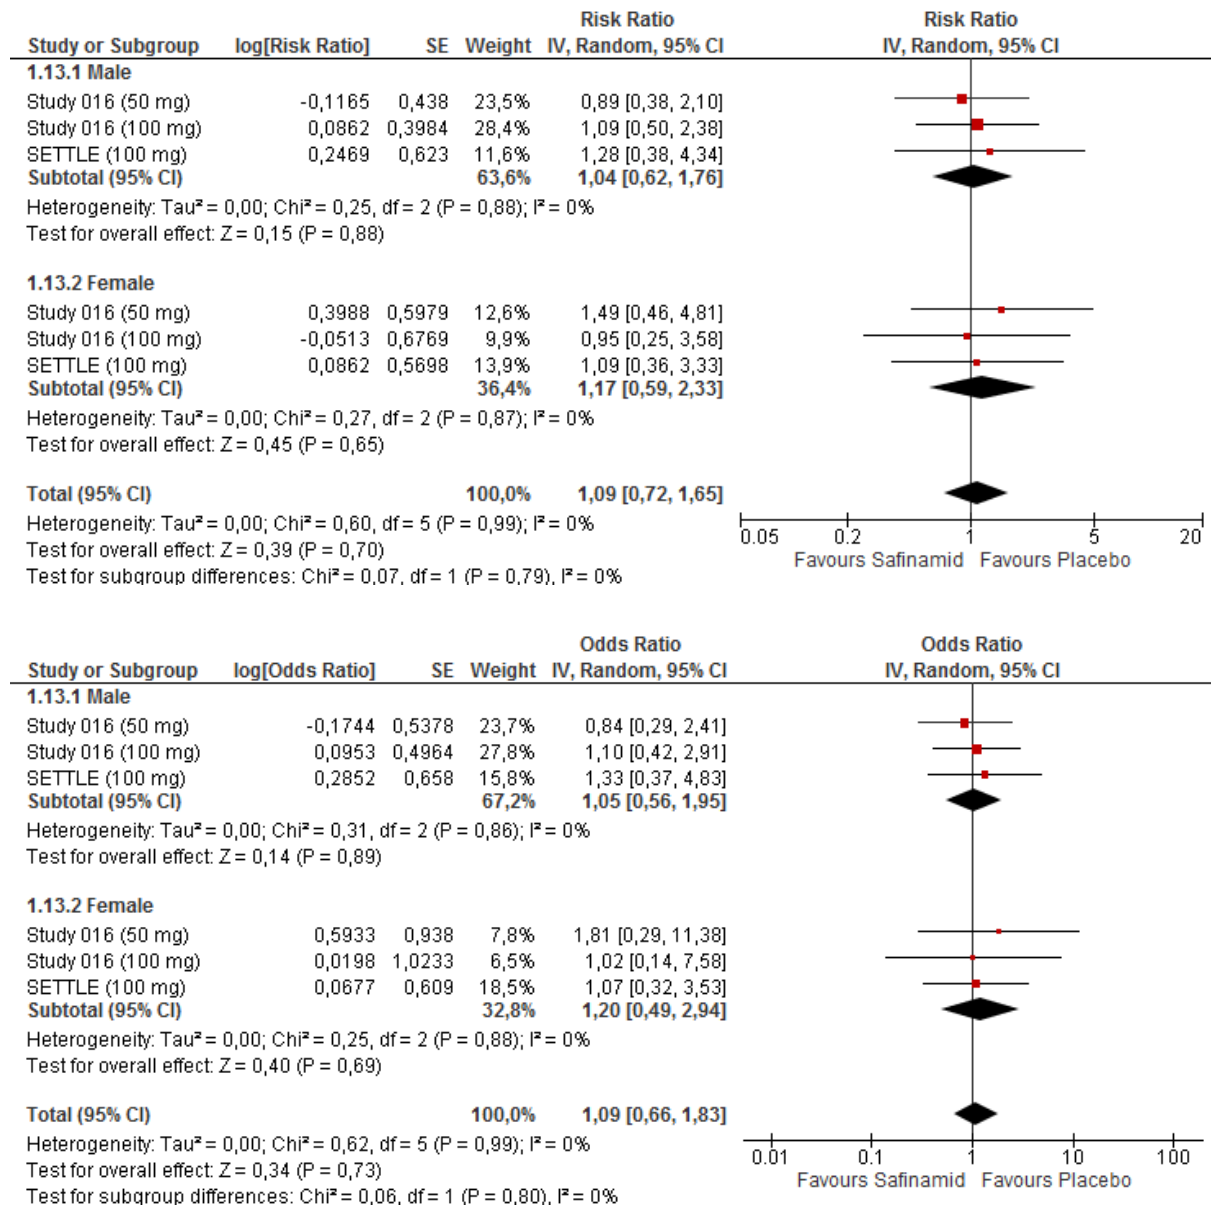 Risk Ratio Risk Ratio
Study or Subgroup log[Risk Ratio] SE Weight IV, Random, 95% CI IV, Random, 95% CI
1.13.1 Male
Study 016 (50 mg) -0,1165 0,438 23,5% 0,89 [0,38, 2,10]
Study 016 (100 mg) 0,0862 0,3984 28,4% 1,09 [0,50, 2,38]
SETTLE (100 mg) 0,2469 0,623 11,6% 1,28 [0,38, 4,34]
Subtotal (95% CI) 63,6% 1,04 [0,62, 1,76]
Heterogeneity: Tau² = 0,00; Chi² = 0,25, df = 2 (P = 0,88); I² = 0%
Test for overall effect: Z = 0,15 (P = 0,88)
1.13.2 Female
Study 016 (50 mg) 0,3988 0,5979 12,6% 1,49 [0,46, 4,81]
Study 016 (100 mg) -0,0513 0,6769 9,9% 0,95 [0,25, 3,58]
SETTLE (100 mg) 0,0862 0,5698 13,9% 1,09 [0,36, 3,33]
Subtotal (95% CI) 36,4% 1,17 [0,59, 2,33]
Heterogeneity: Tau² = 0,00; Chi² = 0,27, df = 2 (P = 0,87); I² = 0%
Test for overall effect: Z = 0,45 (P = 0,65)
Total (95% CI) 100,0% 1,09 [0,72, 1,65]
Heterogeneity: Tau² = 0,00; Chi² = 0,60, df = 5 (P = 0,99); I² = 0%
Test for overall effect: Z = 0,39 (P = 0,70)
Test for subgroup differences: Chi² = 0,07, df = 1 (P = 0,79), I² = 0%
0.05 0.2 1 5 20
Favours Safinamid Favours Placebo
Odds Ratio Odds Ratio
Study or Subgroup log[Odds Ratio] SE Weight IV, Random, 95% CI IV, Random, 95% CI
1.13.1 Male
Study 016 (50 mg) -0,1744 0,5378 23,7% 0,84 [0,29, 2,41]
Study 016 (100 mg) 0,0953 0,4964 27,8% 1,10 [0,42, 2,91]
SETTLE (100 mg) 0,2852 0,658 15,8% 1,33 [0,37, 4,83]
Subtotal (95% CI) 67,2% 1,05 [0,56, 1,95]
Heterogeneity: Tau² = 0,00; Chi² = 0,31, df = 2 (P = 0,86); I² = 0%
Test for overall effect: Z = 0,14 (P = 0,89)
1.13.2 Female
Study 016 (50 mg) 0,5933 0,938 7,8% 1,81 [0,29, 11,38]
Study 016 (100 mg) 0,0198 1,0233 6,5% 1,02 [0,14, 7,58]
SETTLE (100 mg) 0,0677 0,609 18,5% 1,07 [0,32, 3,53]
Subtotal (95% CI) 32,8% 1,20 [0,49, 2,94]
Heterogeneity: Tau² = 0,00; Chi² = 0,25, df = 2 (P = 0,88); I² = 0%
Test for overall effect: Z = 0,40 (P = 0,69)
Total (95% CI) 100,0% 1,09 [0,66, 1,83]
Heterogeneity: Tau² = 0,00; Chi² = 0,62, df = 5 (P = 0,99); I² = 0%
Test for overall effect: Z = 0,34 (P = 0,73)
Test for subgroup differences: Chi² = 0,06, df = 1 (P = 0,80), I² = 0%
0.01 0.1 1 10 100
Favours Safinamid Favours Placebo